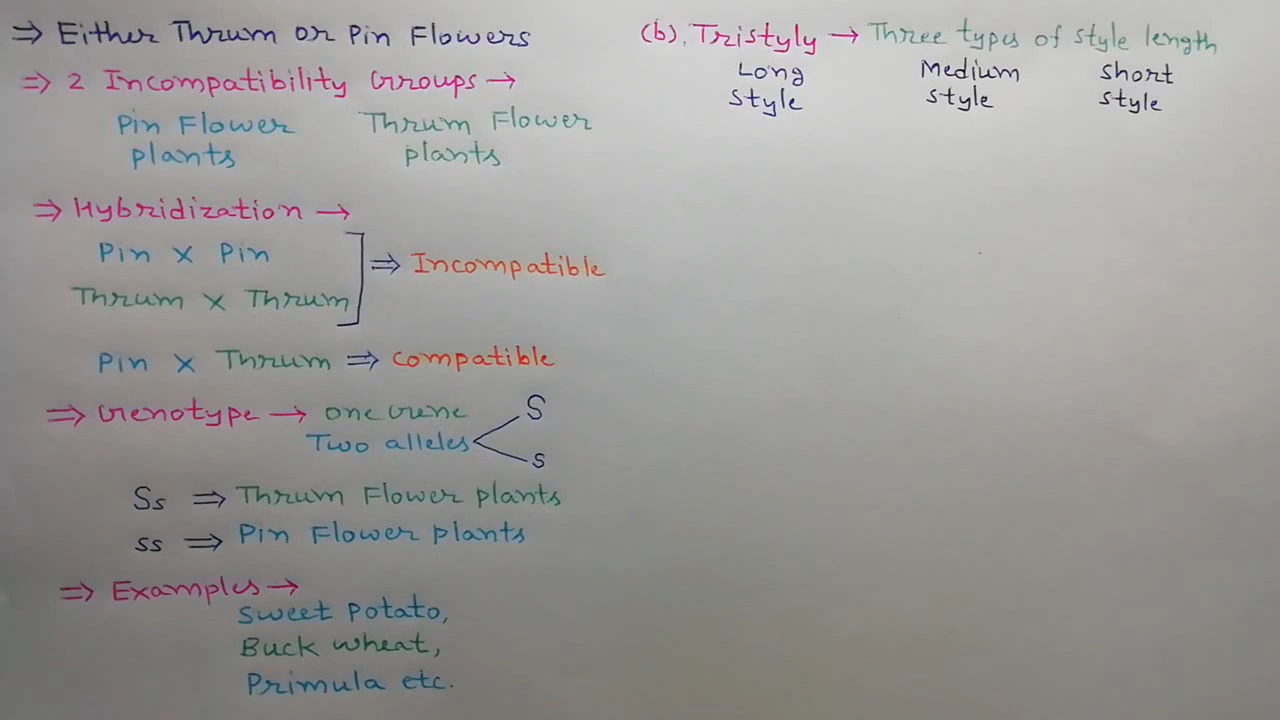 ⇒ Either Thrum or Pin Flowers
⇒ 2 Incompatibility Groups →
Pin Flower Thrum Flower
plants plants
⇒ Hybridization →
Pin × Pin
Thrum × Thrum
⇒ Incompatible
Pin × Thrum ⇒ compatible
⇒ Genotype → one Gene
Two alleles
S
s
Ss ⇒ Thrum Flower plants
ss ⇒ Pin Flower plants
⇒ Examples →
Sweet potato,
Buck wheat,
Primula etc.
(b). Tristyly → Three types of style length
Long Medium Short
style style style